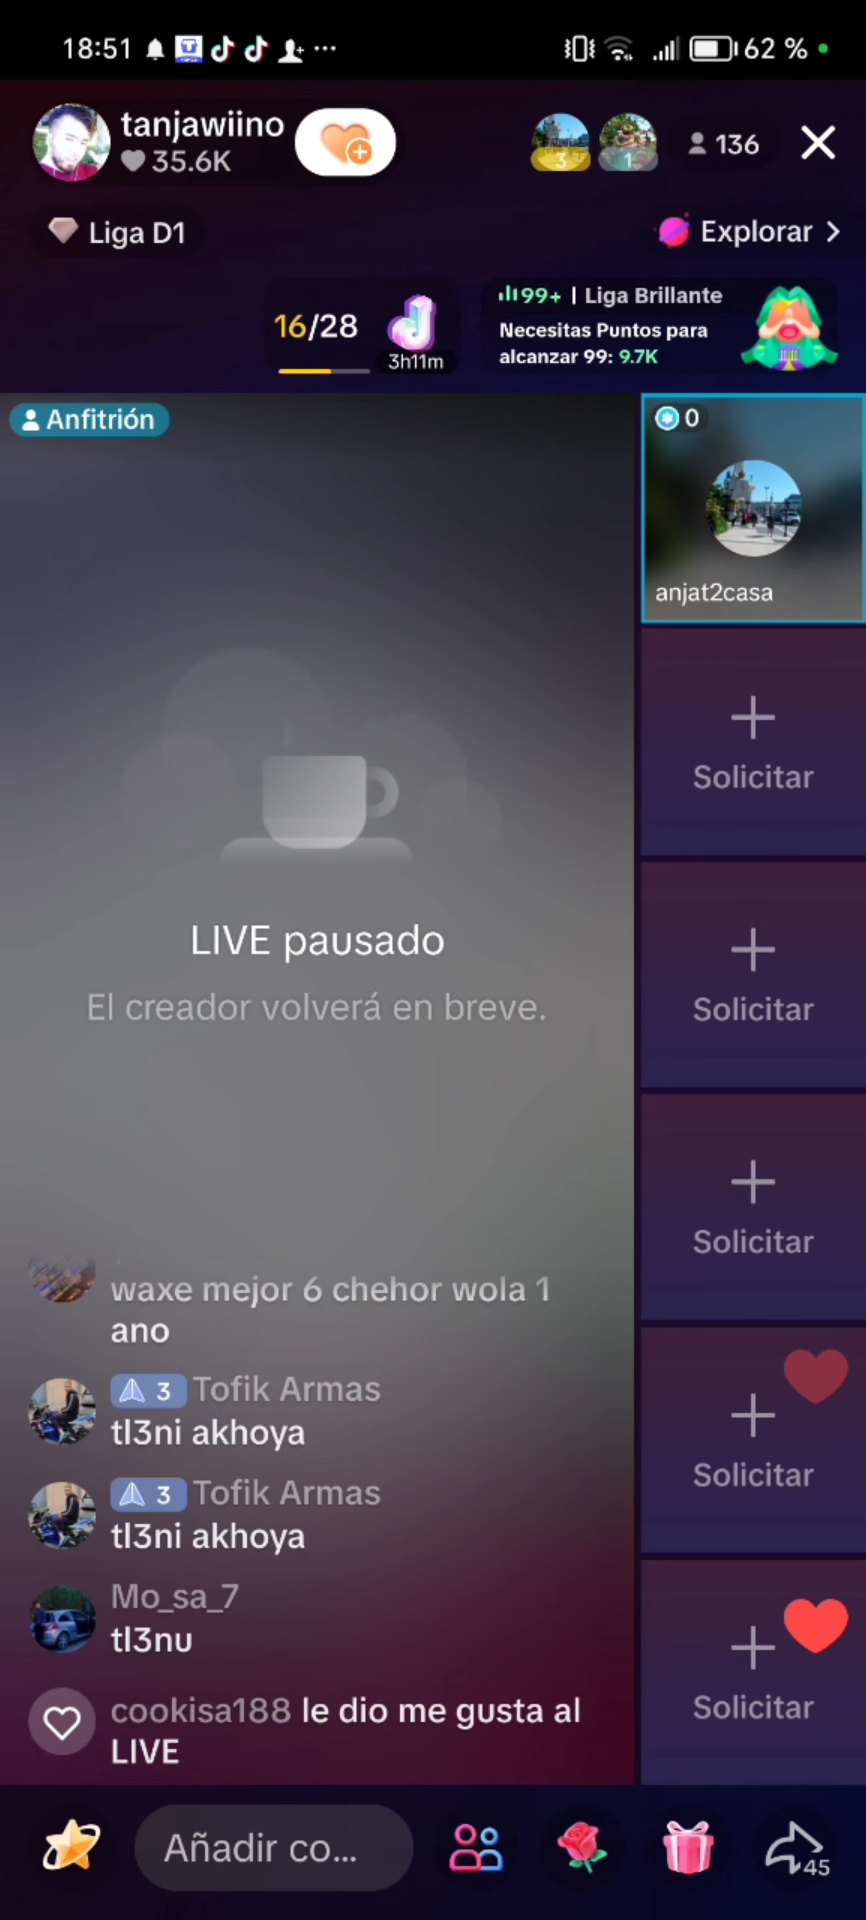 18:51 62 %
tanjawiino
35.6K
3 1 136
Liga D1
Explorar
16/28
3h11m
99+ | Liga Brillante
Necesitas Puntos para
alcanzar 99: 9.7K
Anfitrión
0
anjat2casa
Solicitar
Solicitar
Solicitar
Solicitar
Solicitar
LIVE pausado
El creador volverá en breve.
waxe mejor 6 chehor wola 1
ano
3 Tofik Armas
tl3ni akhoya
3 Tofik Armas
tl3ni akhoya
Mo_sa_7
tl3nu
cookisa188 le dio me gusta al
LIVE
Añadir co...
45